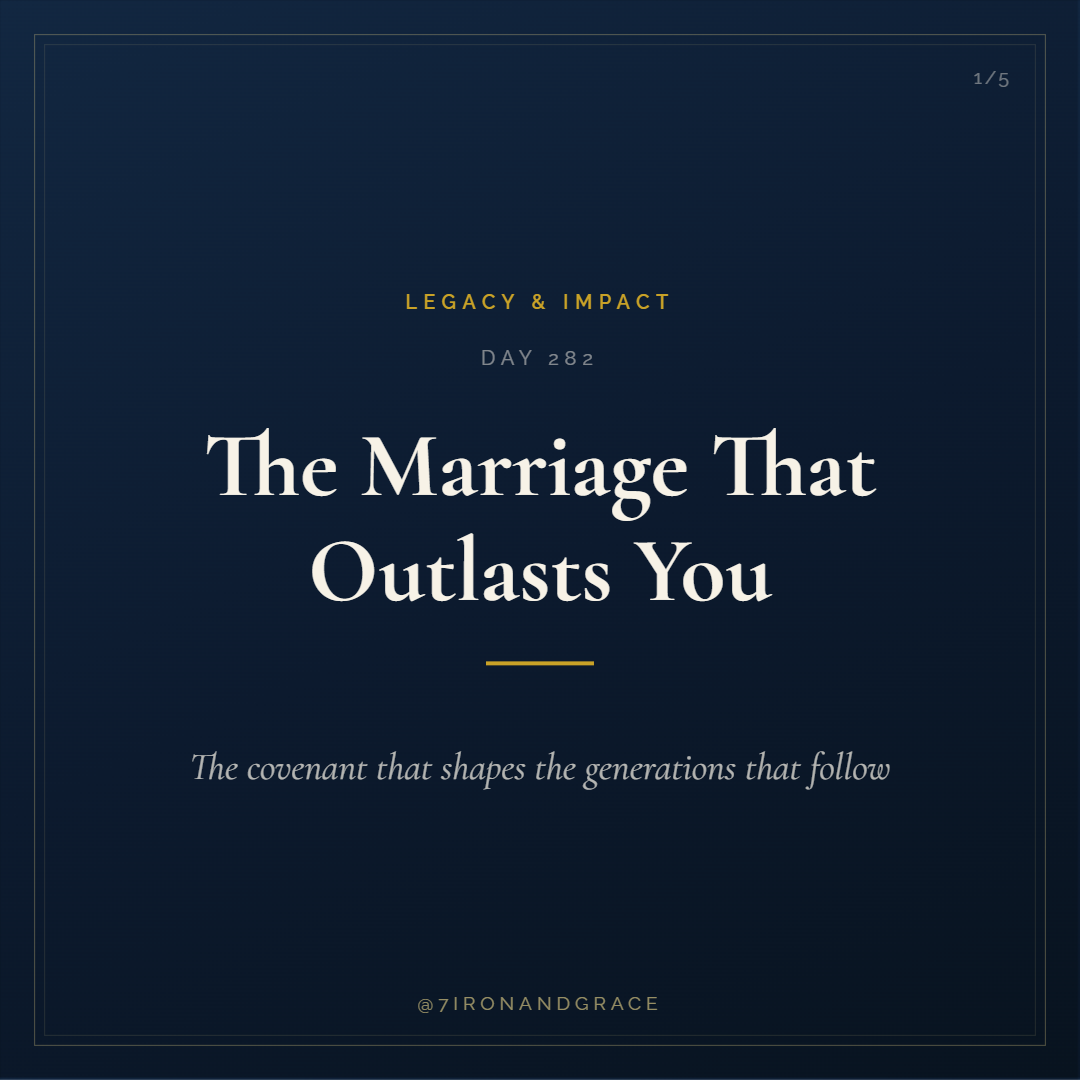 1/5
LEGACY & IMPACT
DAY 282
The Marriage That
Outlasts You
The covenant that shapes the generations that follow
@7IRONANDGRACE